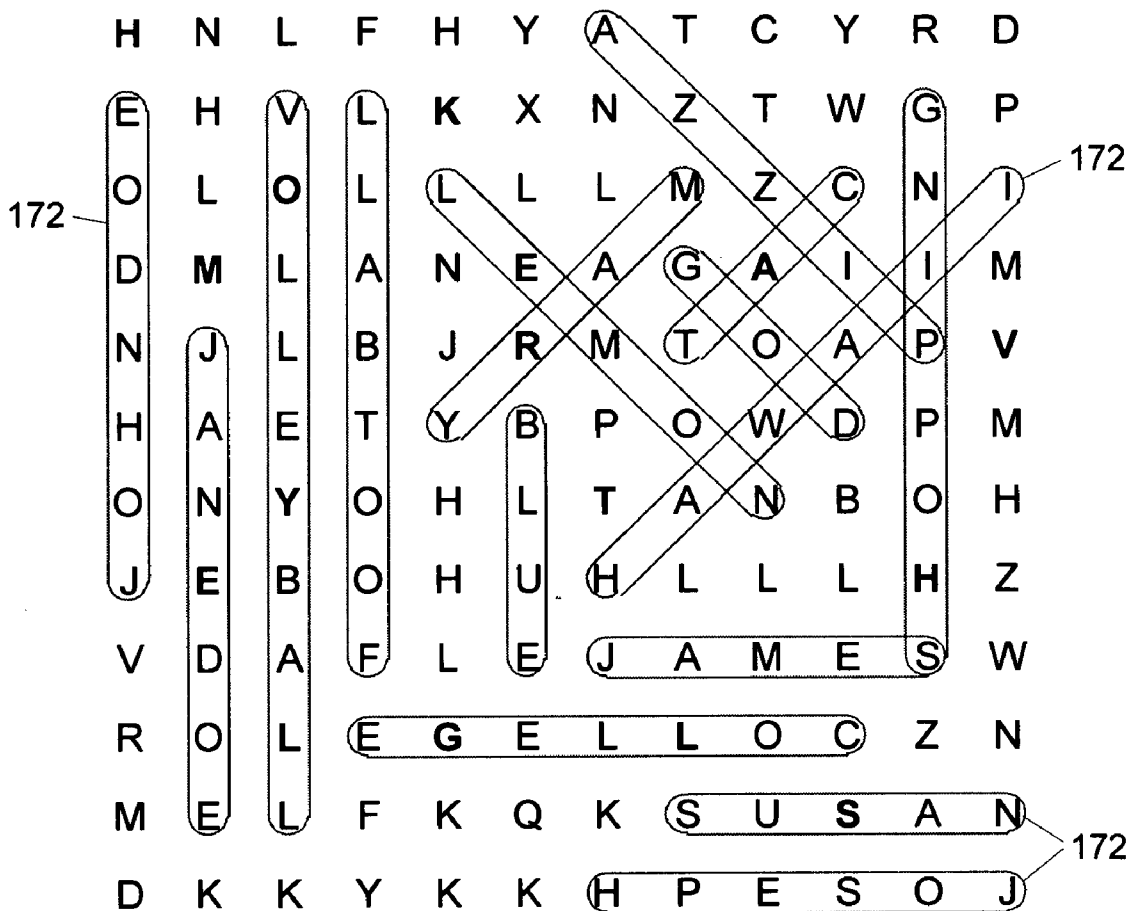 H N L F H Y A T C Y R D
E H V L K X N Z T W G P
172
O L O L L L L M Z C N I
172
D M L A N E A G A I I M
N J L B J R M T O A P V
H A E T Y B P O W D P M
O N Y O H L T A N B O H
J E B O H U H L L L H Z
V D A F L E J A M E S W
R O L E G E L L O C Z N
M E L F K Q K S U S A N
172
D K K Y K K H P E S O J